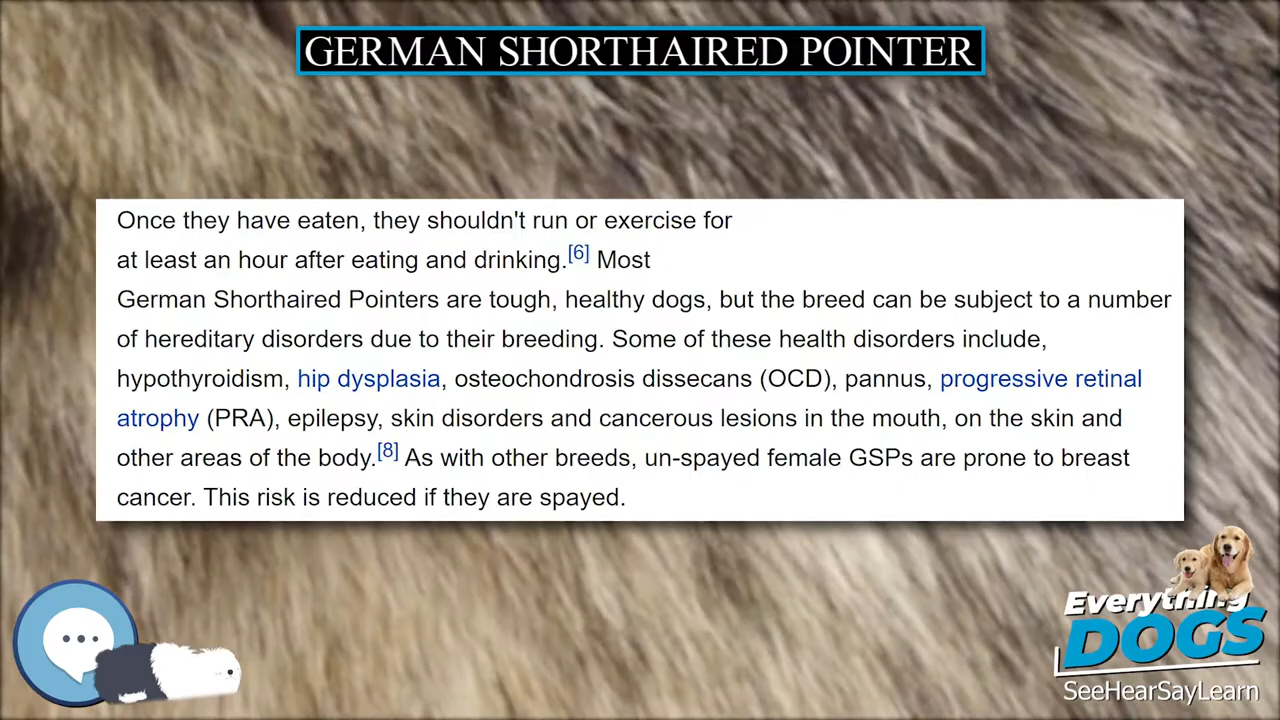 GERMAN SHORTHAIRED POINTER
Once they have eaten, they shouldn't run or exercise for
at least an hour after eating and drinking.[6] Most
German Shorthaired Pointers are tough, healthy dogs, but the breed can be subject to a number
of hereditary disorders due to their breeding. Some of these health disorders include,
hypothyroidism, hip dysplasia, osteochondrosis dissecans (OCD), pannus, progressive retinal
atrophy (PRA), epilepsy, skin disorders and cancerous lesions in the mouth, on the skin and
other areas of the body.[8] As with other breeds, un-spayed female GSPs are prone to breast
cancer. This risk is reduced if they are spayed.
Everything
DOGS
SeeHearSayLearn